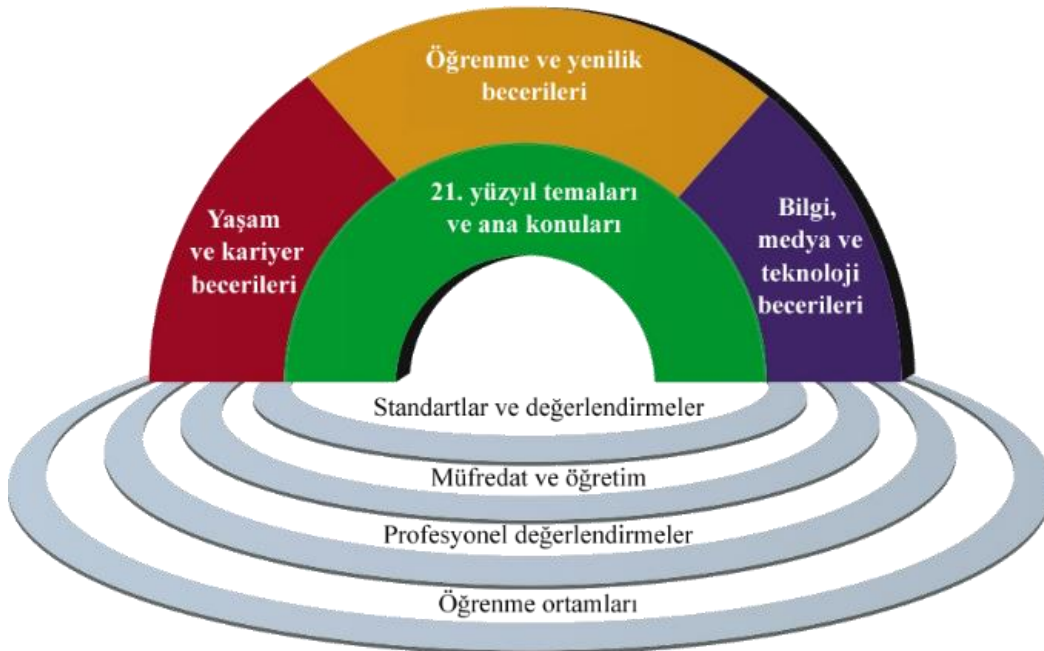 Öğrenme ve yenilik
becerileri
21. yüzyıl temaları
ve ana konuları
Yaşam
ve kariyer
becerileri
Bilgi,
medya ve
teknoloji
becerileri
Standartlar ve değerlendirmeler
Müfredat ve öğretim
Profesyonel değerlendirmeler
Öğrenme ortamları